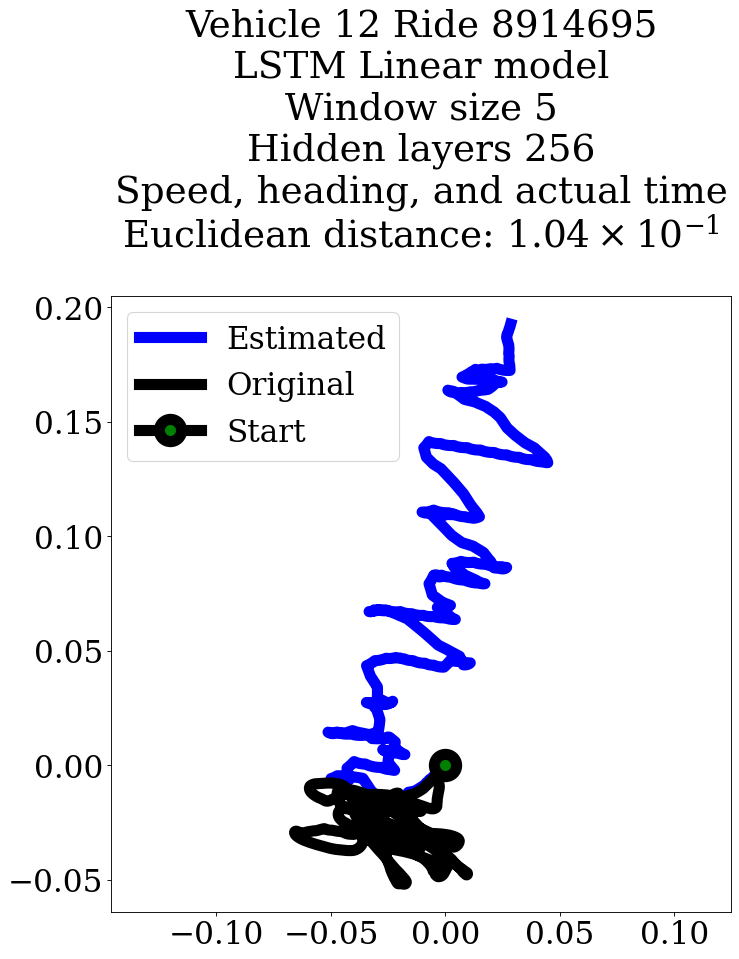 Vehicle 12 Ride 8914695
LSTM Linear model
Window size 5
Hidden layers 256
Speed, heading, and actual time
Euclidean distance: 1.04 × 10⁻¹
Estimated
Original
Start
0.20
0.15
0.10
0.05
0.00
−0.05
−0.10 −0.05 0.00 0.05 0.10